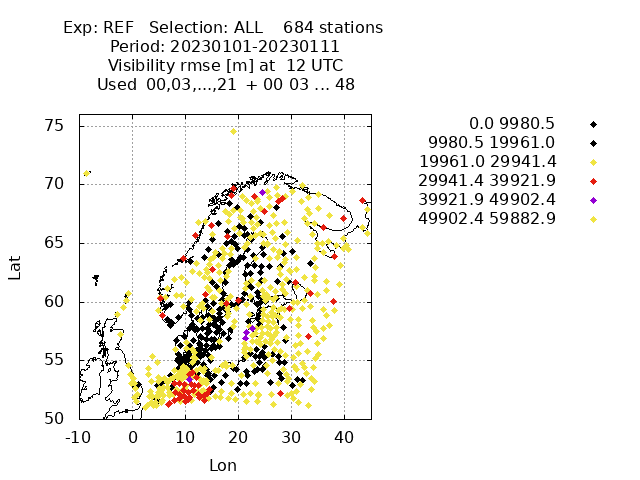 Exp: REF   Selection: ALL    684 stations
Period: 20230101-20230111
Visibility rmse [m] at  12 UTC
Used  00,03,...,21  + 00 03 ... 48
0.0 9980.5
9980.5 19961.0
19961.0 29941.4
29941.4 39921.9
39921.9 49902.4
49902.4 59882.9
75
70
65
60
55
50
Lat
-10 0 10 20 30 40
Lon